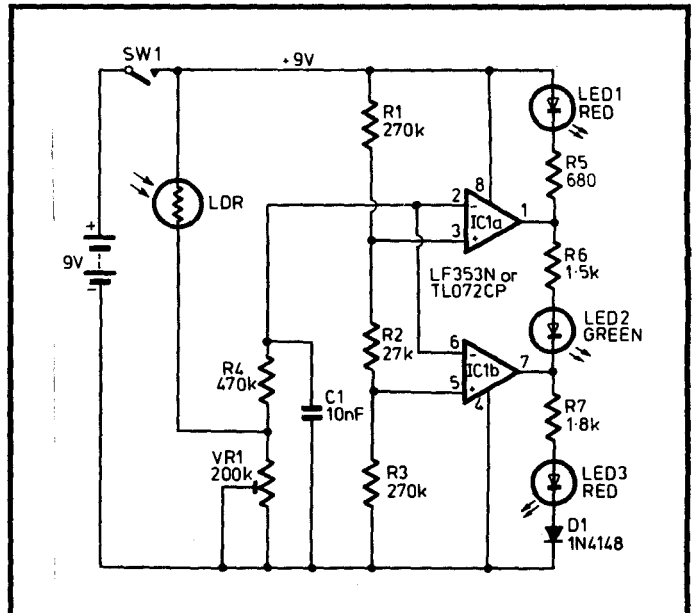 SW1
+9V
LED1
RED
R1
270k
R5
680
LDR
2
8
-
IC1a
1
3
+
+
9V
-
LF353N or
TL072CP
R6
1·5k
R2
27k
LED2
GREEN
6
-
IC1b
7
5
+
4
R4
470k
C1
10nF
R7
1·8k
VR1
200k
R3
270k
LED3
RED
D1
1N4148